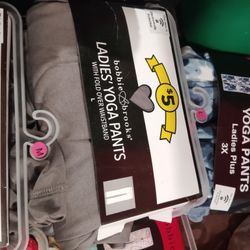 bobbie brooks
LADIES' YOGA PANTS
WITH FOLD OVER WAISTBAND
L
$5
M
M
YOGA PANTS
Ladies Plus
3X